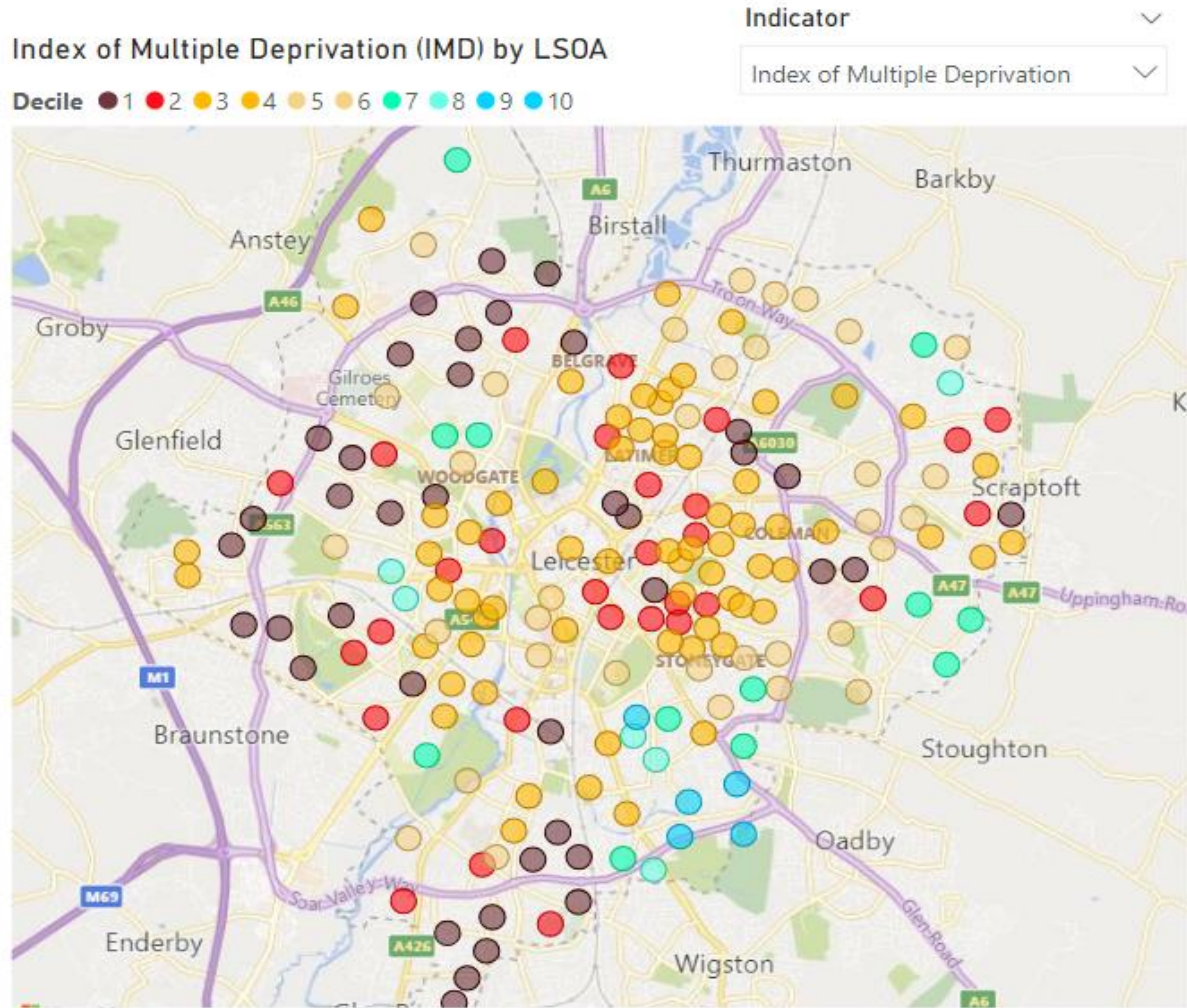 Indicator
Index of Multiple Deprivation (IMD) by LSOA
Index of Multiple Deprivation
Decile 1 2 3 4 5 6 7 8 9 10
Thurmaston
Barkby
A6
Birstall
Anstey
A46
Troon Way
Groby
BELGRAVE
Gilroes
Cemetery
K
Glenfield
A6030
LATIMER
WOODGATE
Scraptoft
A563
COLEMAN
Leicester
A47
A47
Uppingham Ro
STONEYGATE
M1
Braunstone
Stoughton
Oadby
M69
Soar Valley Way
Glen Road
Enderby
A426
Wigston
A6